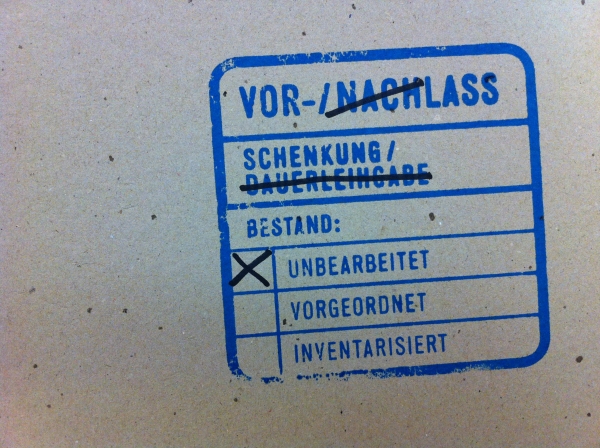 VOR-/NACHLASS
SCHENKUNG/
DAUERLEIHGABE
BESTAND:
UNBEARBEITET
VORGEORDNET
INVENTARISIERT